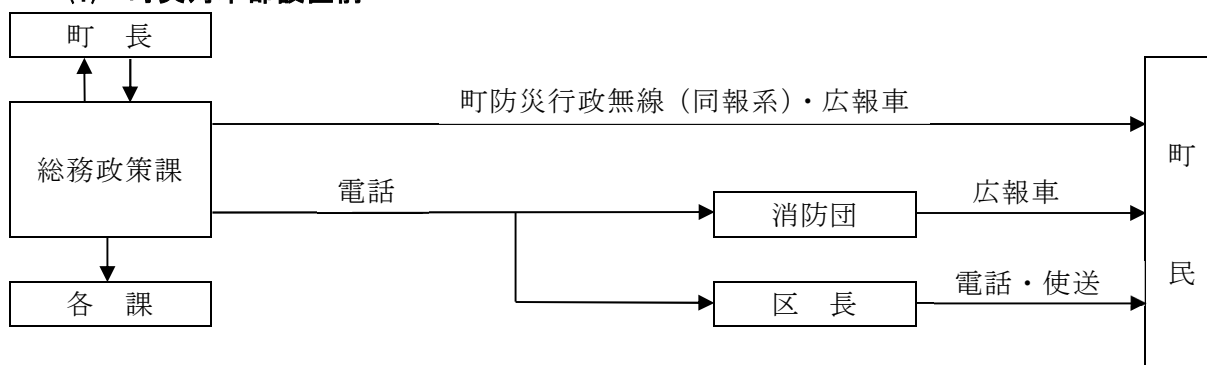 町 長
町防災行政無線（同報系）・広報車
総務政策課
電話
消防団
広報車
各 課
区 長
電話・使送
町民